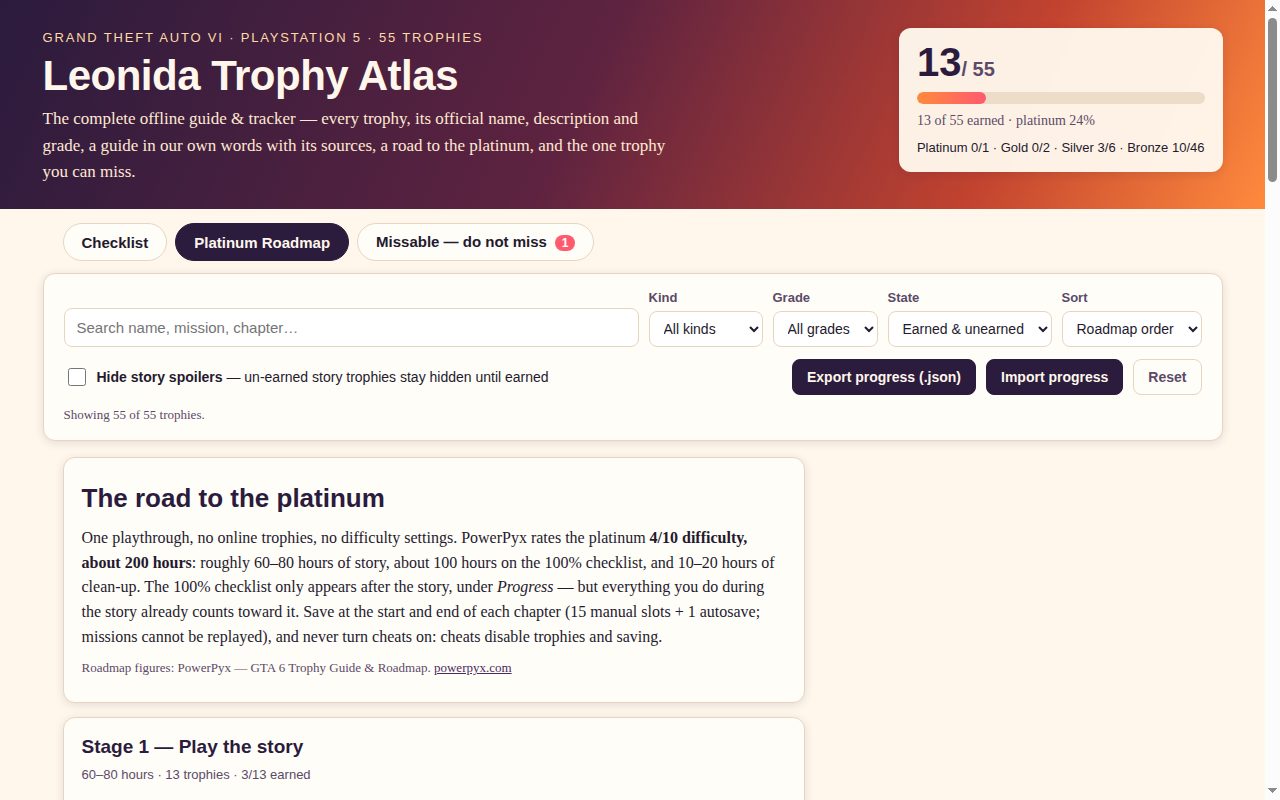 GRAND THEFT AUTO VI · PLAYSTATION 5 · 55 TROPHIES
Leonida Trophy Atlas
The complete offline guide & tracker — every trophy, its official name, description and
grade, a guide in our own words with its sources, a road to the platinum, and the one trophy
you can miss.
13/ 55
13 of 55 earned · platinum 24%
Platinum 0/1 · Gold 0/2 · Silver 3/6 · Bronze 10/46
Checklist
Platinum Roadmap
Missable — do not miss 1
Kind
Grade
State
Sort
Search name, mission, chapter…
All kinds
All grades
Earned & unearned
Roadmap order
Hide story spoilers — un-earned story trophies stay hidden until earned
Export progress (.json)
Import progress
Reset
Showing 55 of 55 trophies.
The road to the platinum
One playthrough, no online trophies, no difficulty settings. PowerPyx rates the platinum 4/10 difficulty,
about 200 hours: roughly 60–80 hours of story, about 100 hours on the 100% checklist, and 10–20 hours of
clean-up. The 100% checklist only appears after the story, under Progress — but everything you do during
the story already counts toward it. Save at the start and end of each chapter (15 manual slots + 1 autosave;
missions cannot be replayed), and never turn cheats on: cheats disable trophies and saving.
Roadmap figures: PowerPyx — GTA 6 Trophy Guide & Roadmap. powerpyx.com
Stage 1 — Play the story
60–80 hours · 13 trophies · 3/13 earned